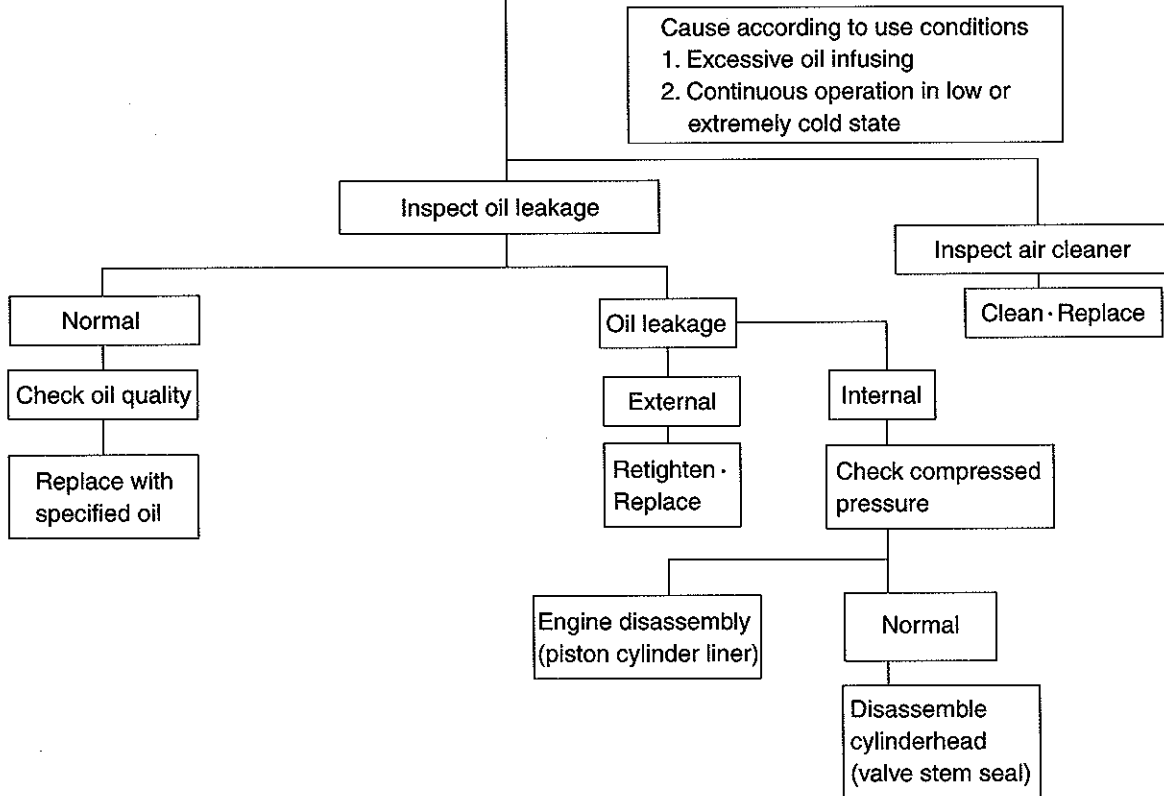 Cause according to use conditions
1. Excessive oil infusing
2. Continuous operation in low or
extremely cold state
Inspect oil leakage
Inspect air cleaner
Clean · Replace
Normal
Oil leakage
Check oil quality
External
Internal
Replace with
specified oil
Retighten ·
Replace
Check compressed
pressure
Engine disassembly
(piston cylinder liner)
Normal
Disassemble
cylinderhead
(valve stem seal)